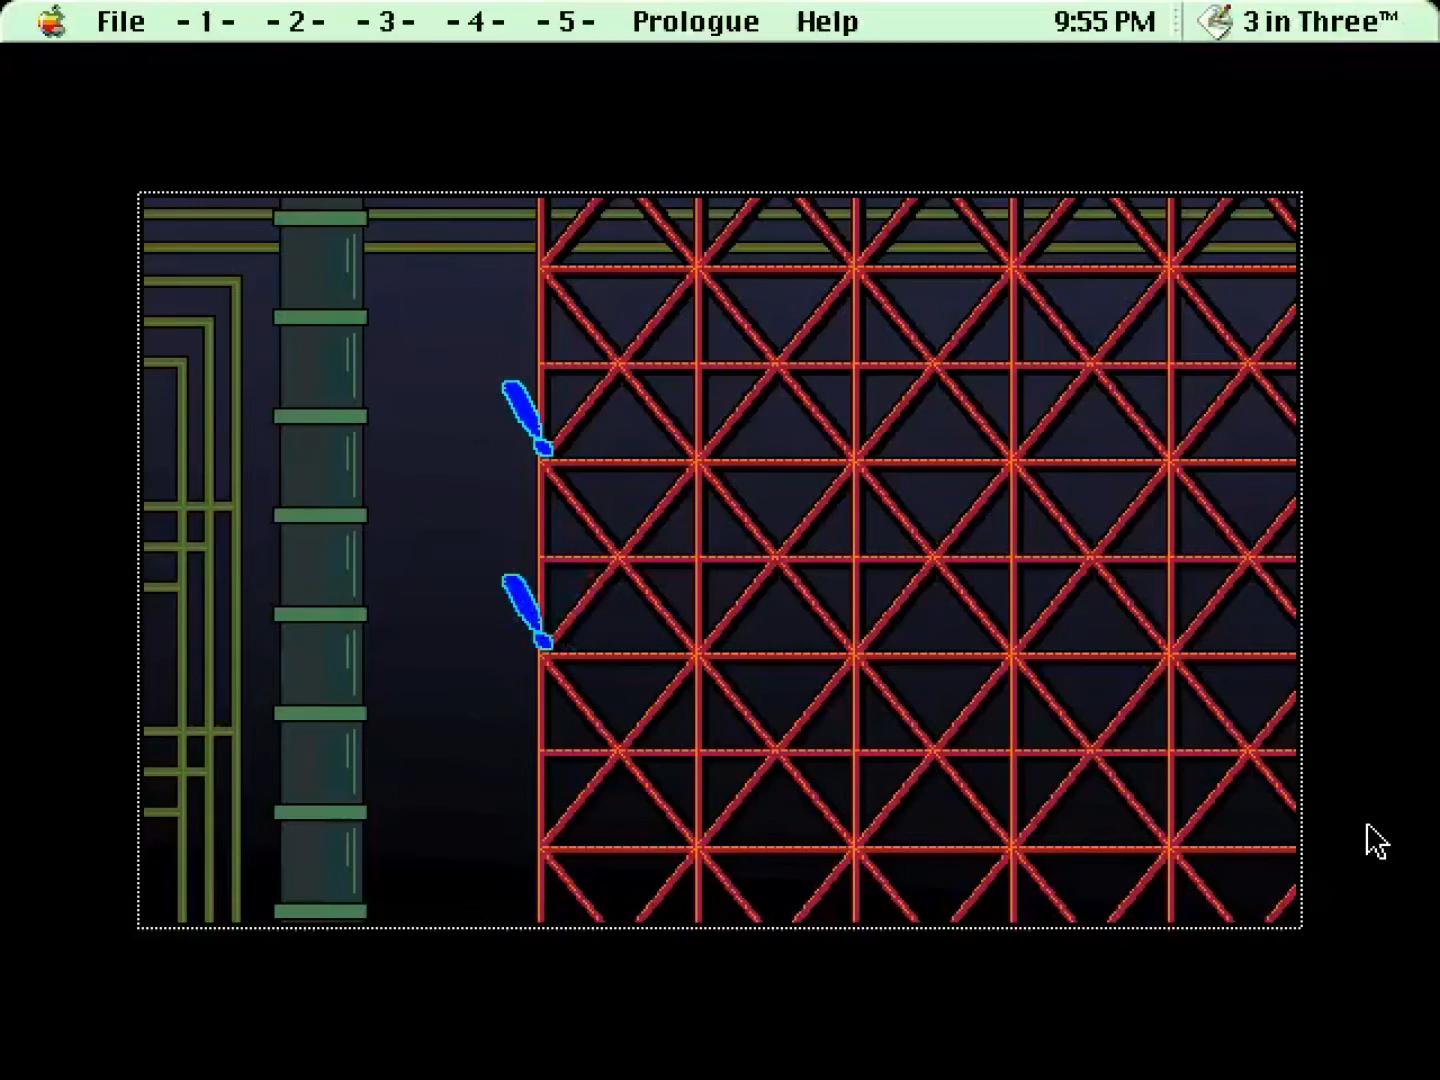 File - 1 - - 2 - - 3 - - 4 - - 5 - Prologue Help 9:55 PM 3 in Three™